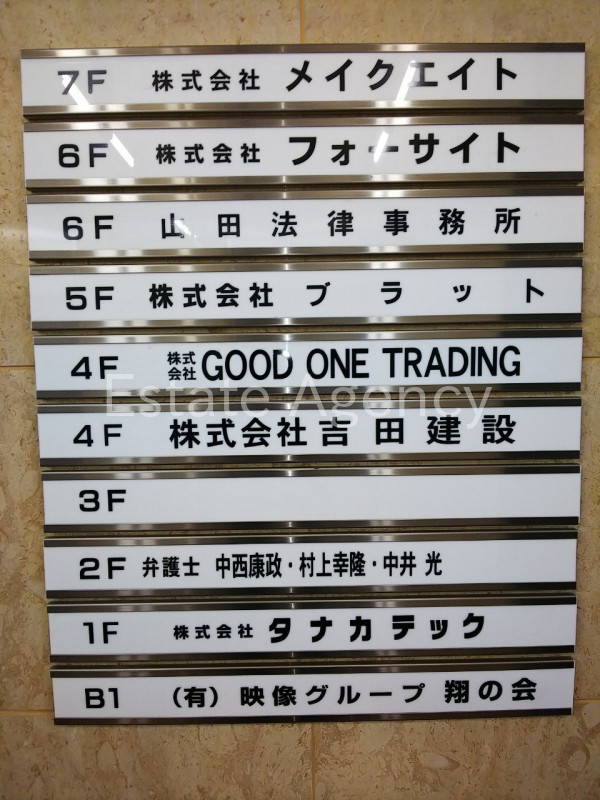 7F 株式会社 メイクエイト
6F 株式会社 フォーサイト
6F 山田法律事務所
5F 株式会社 ブラット
4F 株式会社 GOOD ONE TRADING
Estate Agency
4F 株式会社 吉田建設
3F
2F 弁護士 中西康政・村上幸隆・中井 光
1F 株式会社 タナカテック
B1 (有) 映像グループ 翔の会